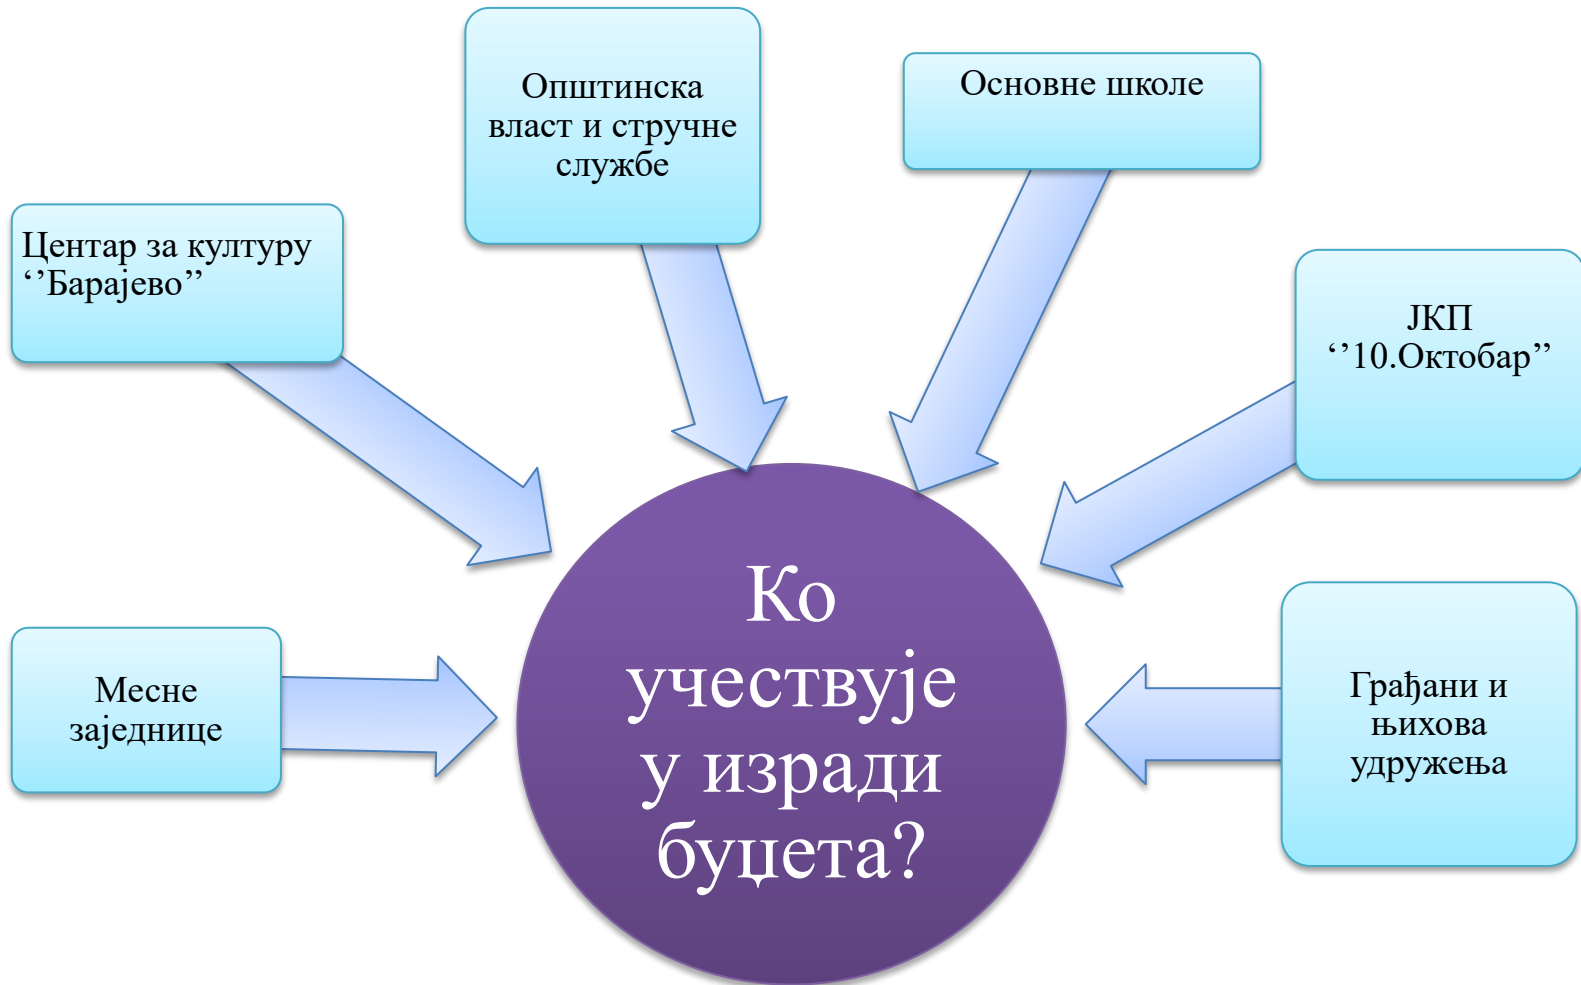 Општинска
власт и стручне
службе
Основне школе
Центар за културу
‘’Барајево’’
ЈКП
‘’10.Октобар’’
Месне
заједнице
Грађани и
њихова
удружења
Ко
учествује
у изради
буџета?